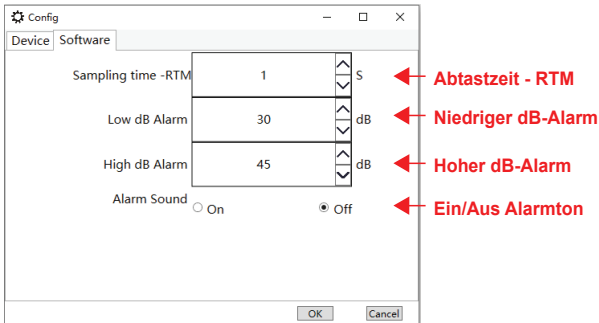 Config
Device Software
Sampling time -RTM 1 S Abtastzeit - RTM
Low dB Alarm 30 dB Niedriger dB-Alarm
High dB Alarm 45 dB Hoher dB-Alarm
Alarm Sound On Off Ein/Aus Alarmton
OK Cancel